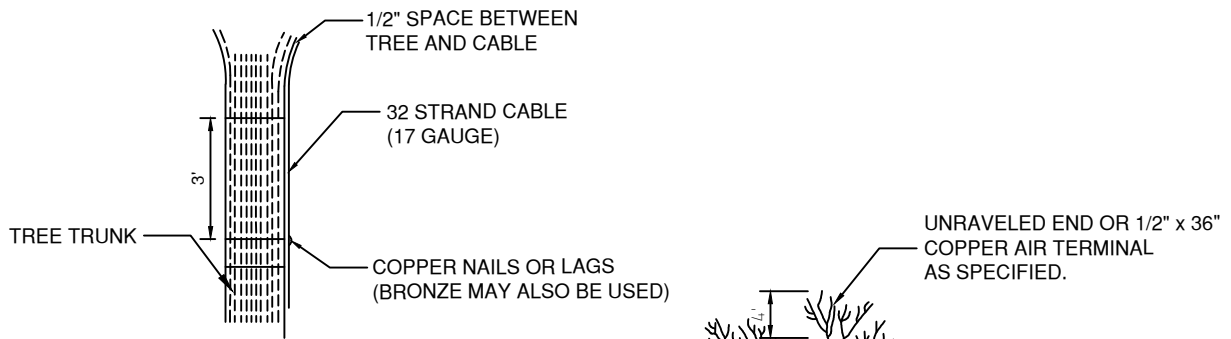 1/2" SPACE BETWEEN
TREE AND CABLE
32 STRAND CABLE
(17 GAUGE)
3'
TREE TRUNK
COPPER NAILS OR LAGS
(BRONZE MAY ALSO BE USED)
UNRAVELED END OR 1/2" x 36"
COPPER AIR TERMINAL
AS SPECIFIED.
4'